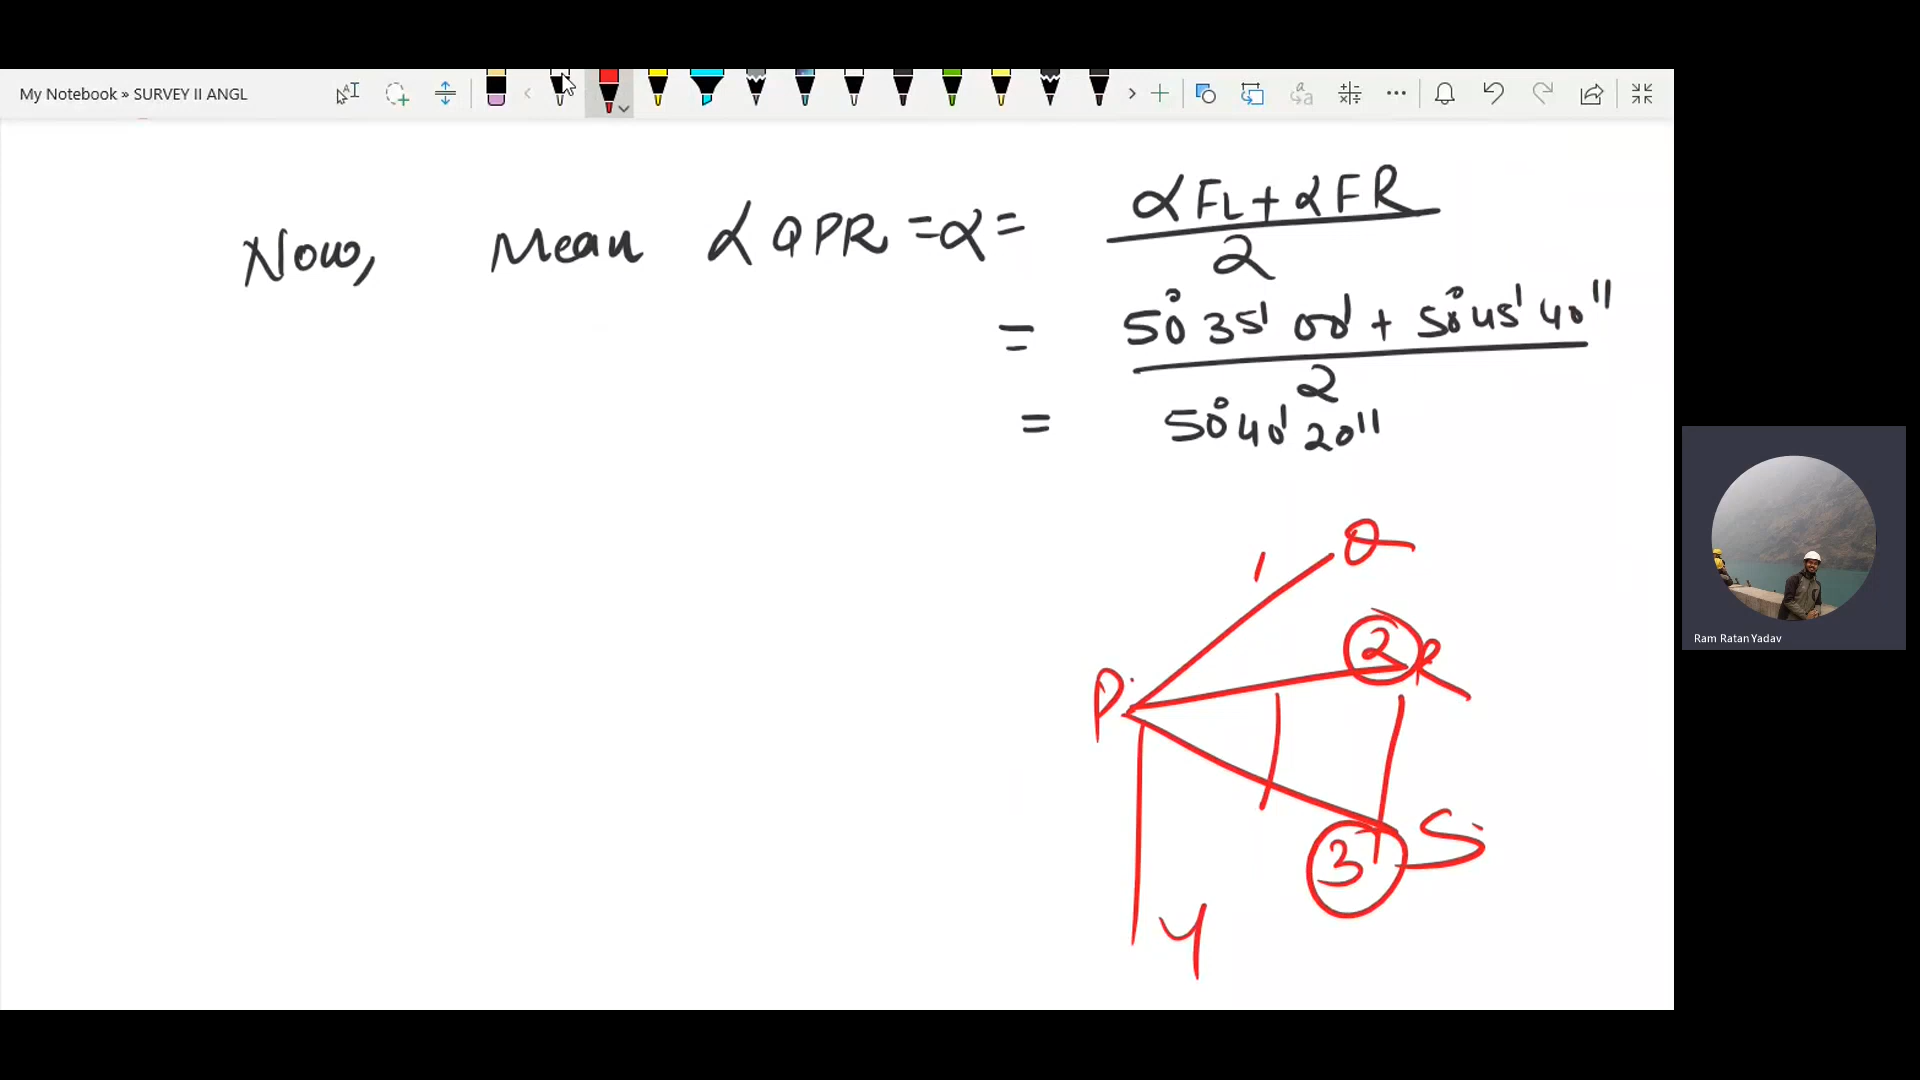 My Notebook » SURVEY II ANGL
Now, Mean ∠QPR = α = αFL + αFR
2
= 50° 35' 00" + 50° 45' 40"
2
= 50° 40' 20"
Q
1
2 R
P
3 S
4
Ram Ratan Yadav